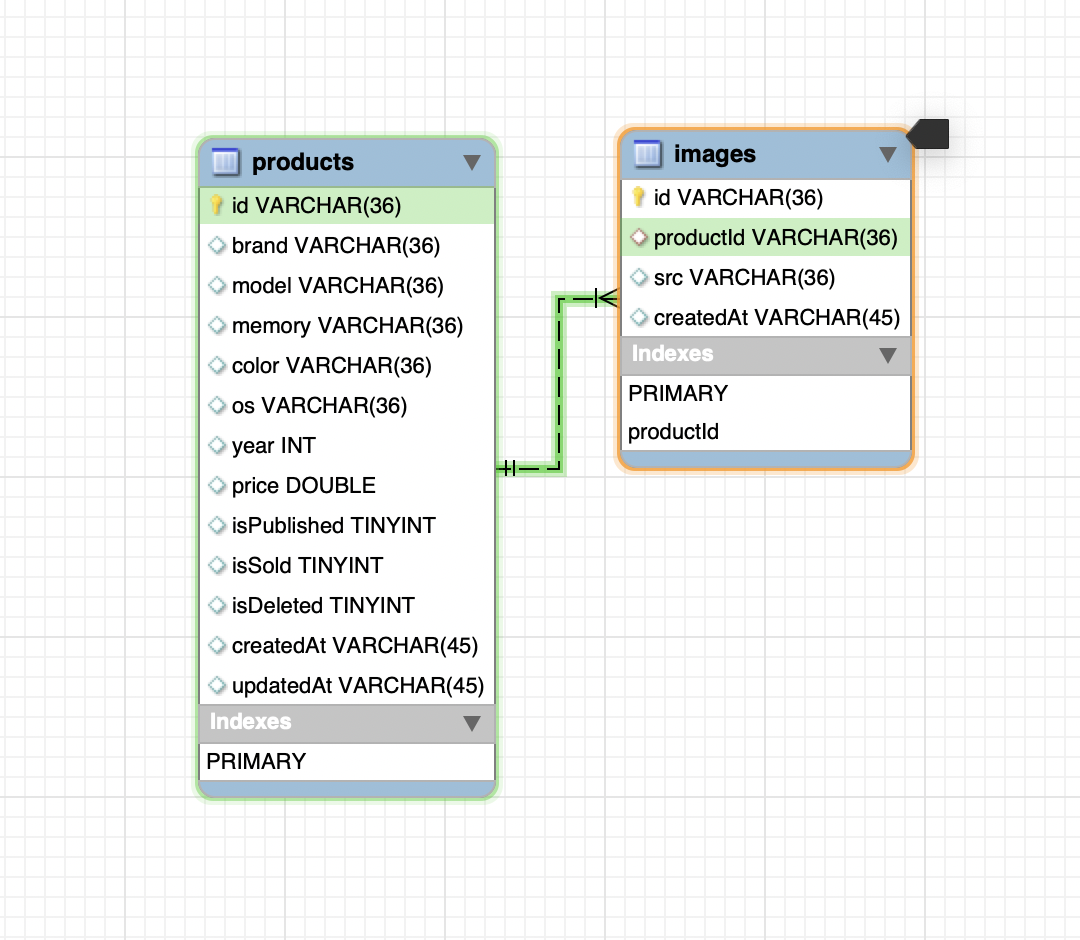 products
id VARCHAR(36)
brand VARCHAR(36)
model VARCHAR(36)
memory VARCHAR(36)
color VARCHAR(36)
os VARCHAR(36)
year INT
price DOUBLE
isPublished TINYINT
isSold TINYINT
isDeleted TINYINT
createdAt VARCHAR(45)
updatedAt VARCHAR(45)
Indexes
PRIMARY
images
id VARCHAR(36)
productId VARCHAR(36)
src VARCHAR(36)
createdAt VARCHAR(45)
Indexes
PRIMARY
productId